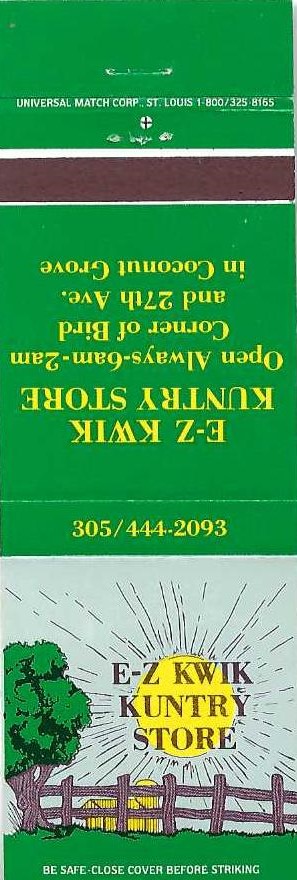 UNIVERSAL MATCH CORP., ST. LOUIS 1-800/325-8165
E-Z KWIK
KUNTRY STORE
Open Always-6am-2am
Corner of Bird
and 27th Ave.
in Coconut Grove
305/444-2093
E-Z KWIK
KUNTRY
STORE
BE SAFE-CLOSE COVER BEFORE STRIKING